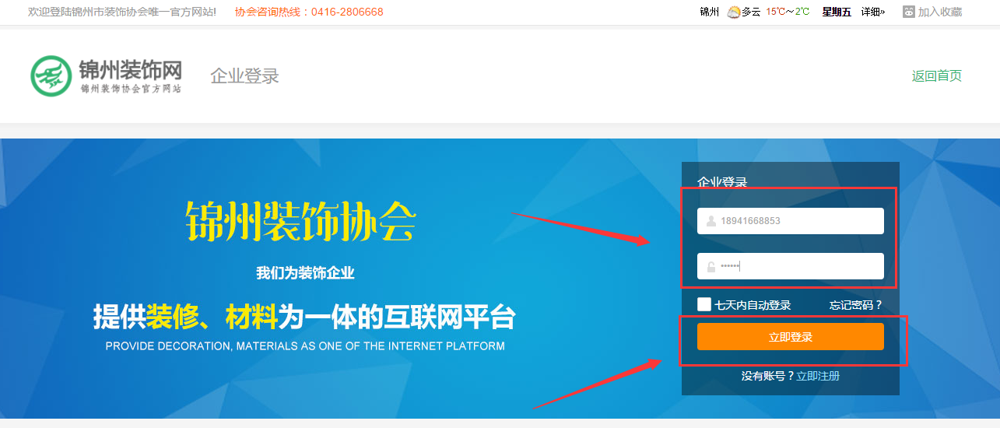 欢迎登陆锦州市装饰协会唯一官方网站! 协会咨询热线：0416-2806668 锦州 多云 15℃～2℃ 星期五 详细» 加入收藏
锦州装饰网
锦州装饰协会官方网站
企业登录
返回首页
锦州装饰协会
我们为装饰企业
提供装修、材料为一体的互联网平台
PROVIDE DECORATION, MATERIALS AS ONE OF THE INTERNET PLATFORM
企业登录
18941668853
••••••
七天内自动登录 忘记密码？
立即登录
没有账号？立即注册